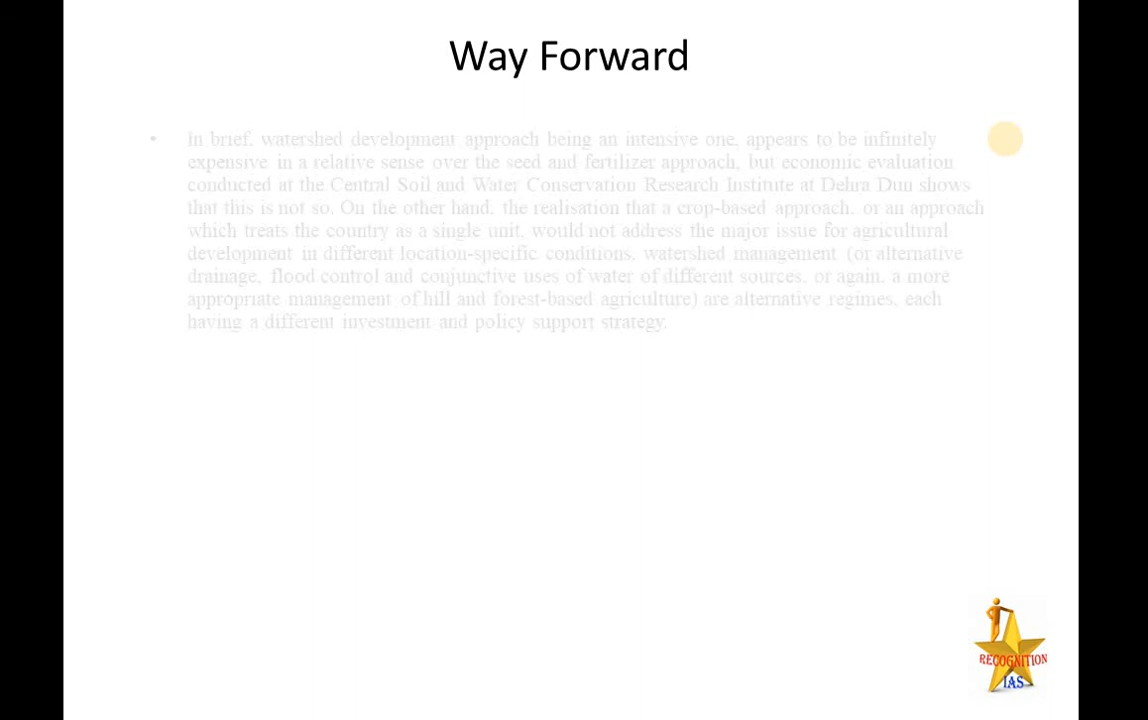 Way Forward
• In brief, watershed development approach being an intensive one, appears to be infinitely
expensive in a relative sense over the seed and fertilizer approach, but economic evaluation
conducted at the Central Soil and Water Conservation Research Institute at Dehra Dun shows
that this is not so. On the other hand, the realisation that a crop-based approach, or an approach
which treats the country as a single unit, would not address the major issue for agricultural
development in different location-specific conditions, watershed management (or alternative
drainage, flood control and conjunctive uses of water of different sources, or again, a more
appropriate management of hill and forest-based agriculture) are alternative regimes, each
having a different investment and policy support strategy.
RECOGNITION
IAS